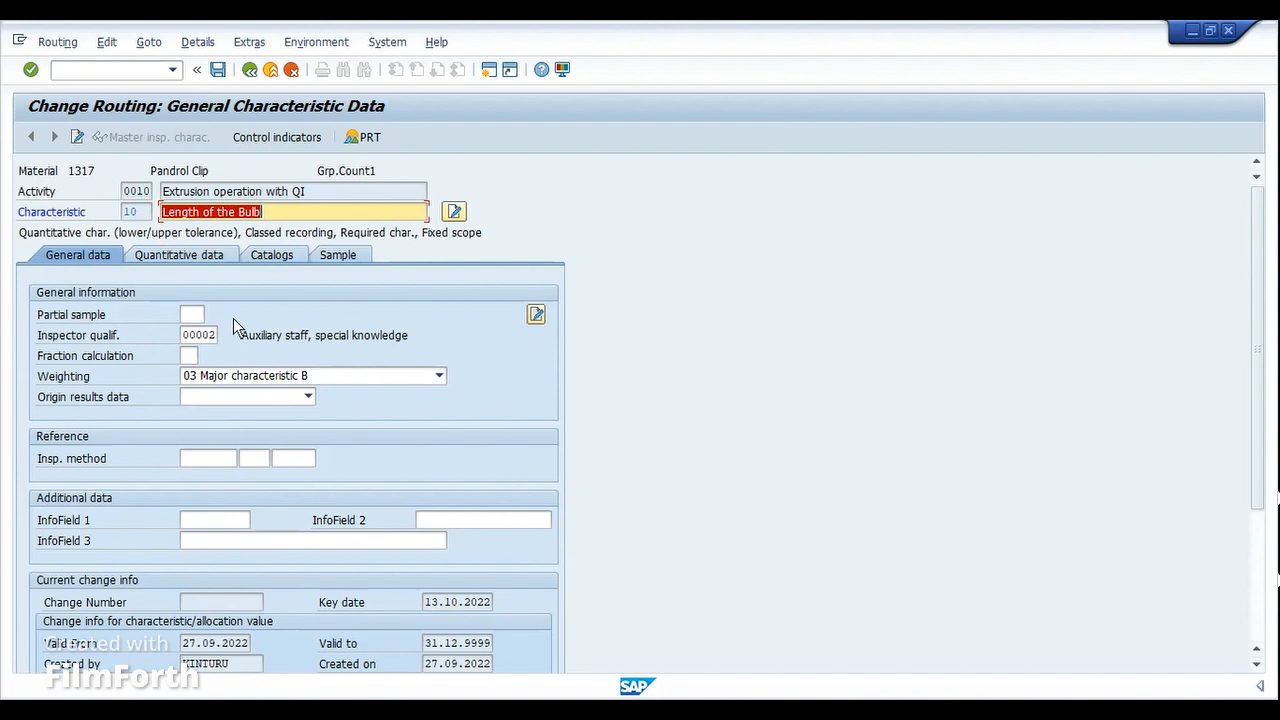 Routing Edit Goto Details Extras Environment System Help
Change Routing: General Characteristic Data
Master insp. charac. Control indicators PRT
Material 1317 Pandrol Clip Grp.Count1
Activity 0010 Extrusion operation with QI
Characteristic 10 Length of the Bulb
Quantitative char. (lower/upper tolerance), Classed recording, Required char., Fixed scope
General data Quantitative data Catalogs Sample
General information
Partial sample
Inspector qualif. 00002 Auxiliary staff, special knowledge
Fraction calculation
Weighting 03 Major characteristic B
Origin results data
Reference
Insp. method
Additional data
InfoField 1 InfoField 2
InfoField 3
Current change info
Change Number Key date 13.10.2022
Change info for characteristic/allocation value
Valid from 27.09.2022 Valid to 31.12.9999
Created by KINTURU Created on 27.09.2022
Created with
FilmForth
SAP